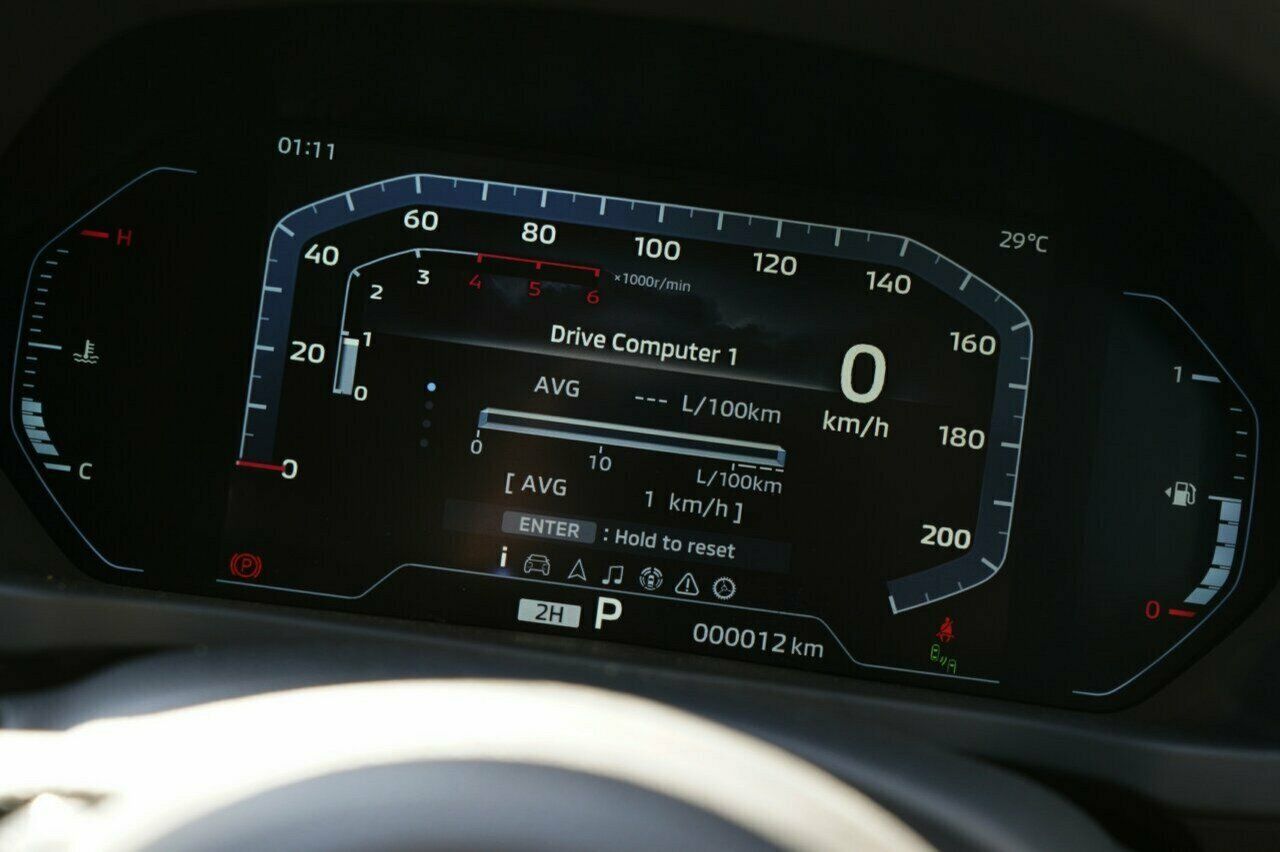 01:11
29°C
H
C
0
20
40
60
80
100
120
140
160
180
200
0
1
2
3
4
5
6
×1000r/min
Drive Computer 1
0
km/h
AVG --- L/100km
0 10
L/100km
[ AVG 1 km/h ]
ENTER : Hold to reset
i
(P)
2H P
000012 km
1
0